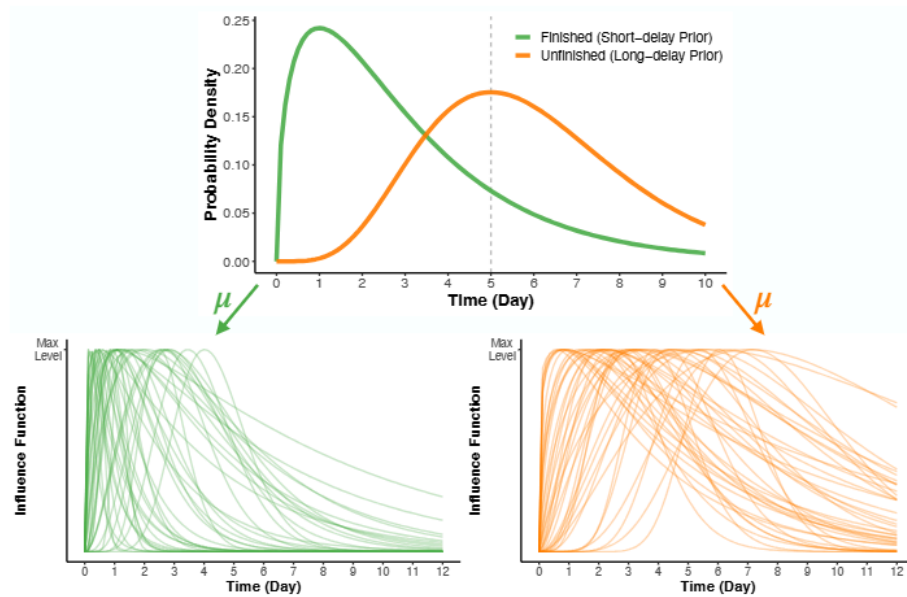 0.25
0.20
0.15
0.10
0.05
0.00
Probability Density
Finished (Short-delay Prior)
Unfinished (Long-delay Prior)
0 1 2 3 4 5 6 7 8 9 10
Time (Day)
μ
μ
Max
Level
Influence Function
0 1 2 3 4 5 6 7 8 9 10 11 12
Time (Day)
Max
Level
Influence Function
0 1 2 3 4 5 6 7 8 9 10 11 12
Time (Day)